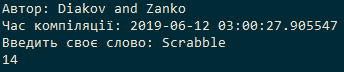 Автор: Diakov and Zanko
Час компіляції: 2019-06-12 03:00:27.905547
Введить своє слово: Scrabble
14